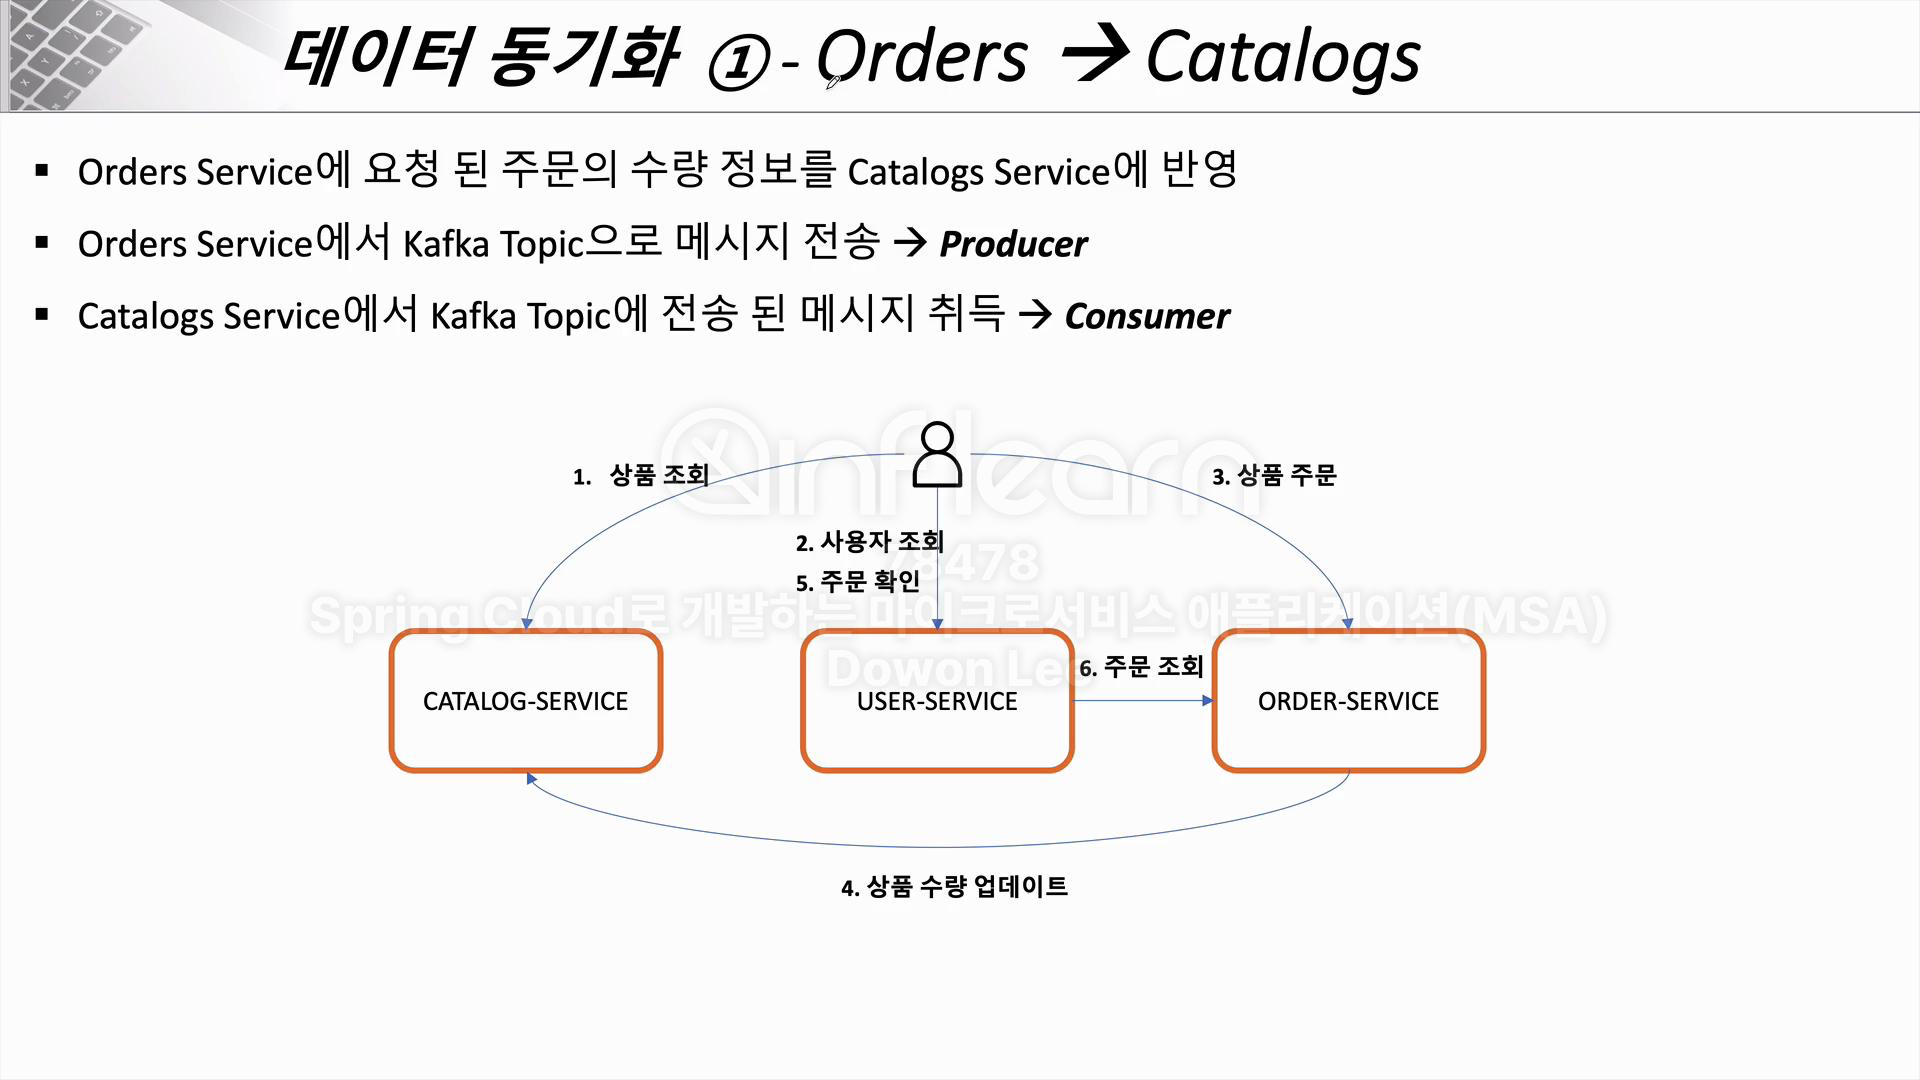 데이터 동기화 ① - Orders → Catalogs
▪ Orders Service에 요청 된 주문의 수량 정보를 Catalogs Service에 반영
▪ Orders Service에서 Kafka Topic으로 메시지 전송 → Producer
▪ Catalogs Service에서 Kafka Topic에 전송 된 메시지 취득 → Consumer
inflearn
1. 상품 조회
3. 상품 주문
2. 사용자 조회
5. 주문 확인
78478
Spring Cloud로 개발하는 마이크로서비스 애플리케이션(MSA)
Dowon Lee
6. 주문 조회
CATALOG-SERVICE
USER-SERVICE
ORDER-SERVICE
4. 상품 수량 업데이트